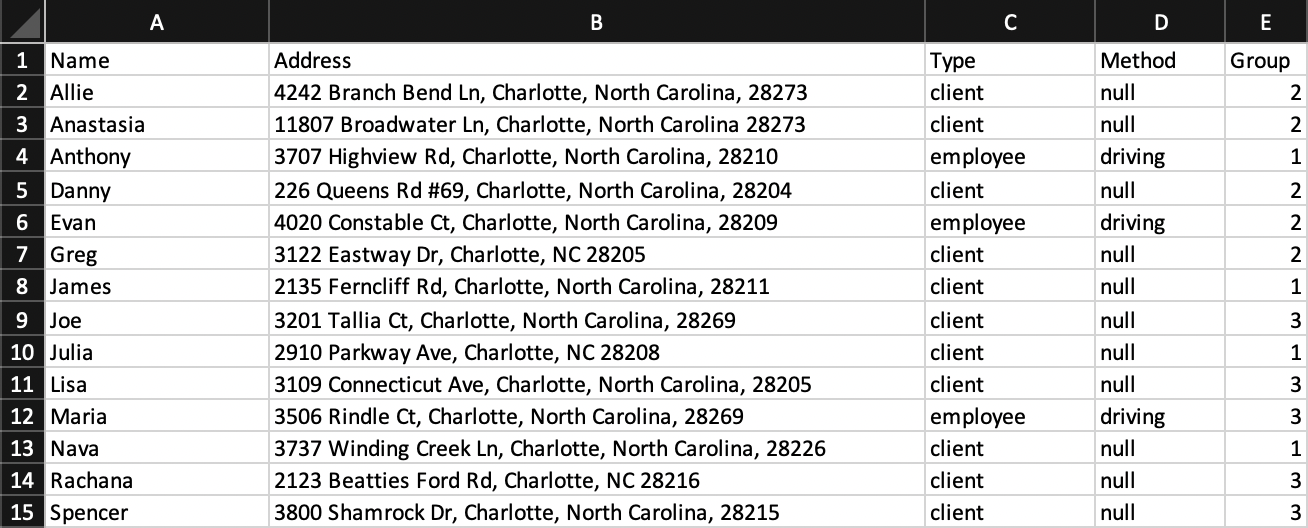 A B C D E
1 Name Address Type Method Group
2 Allie 4242 Branch Bend Ln, Charlotte, North Carolina, 28273 client null 2
3 Anastasia 11807 Broadwater Ln, Charlotte, North Carolina 28273 client null 2
4 Anthony 3707 Highview Rd, Charlotte, North Carolina, 28210 employee driving 1
5 Danny 226 Queens Rd #69, Charlotte, North Carolina, 28204 client null 2
6 Evan 4020 Constable Ct, Charlotte, North Carolina, 28209 employee driving 2
7 Greg 3122 Eastway Dr, Charlotte, NC 28205 client null 2
8 James 2135 Ferncliff Rd, Charlotte, North Carolina, 28211 client null 1
9 Joe 3201 Tallia Ct, Charlotte, North Carolina, 28269 client null 3
10 Julia 2910 Parkway Ave, Charlotte, NC 28208 client null 1
11 Lisa 3109 Connecticut Ave, Charlotte, North Carolina, 28205 client null 3
12 Maria 3506 Rindle Ct, Charlotte, North Carolina, 28269 employee driving 3
13 Nava 3737 Winding Creek Ln, Charlotte, North Carolina, 28226 client null 1
14 Rachana 2123 Beatties Ford Rd, Charlotte, NC 28216 client null 3
15 Spencer 3800 Shamrock Dr, Charlotte, North Carolina, 28215 client null 3